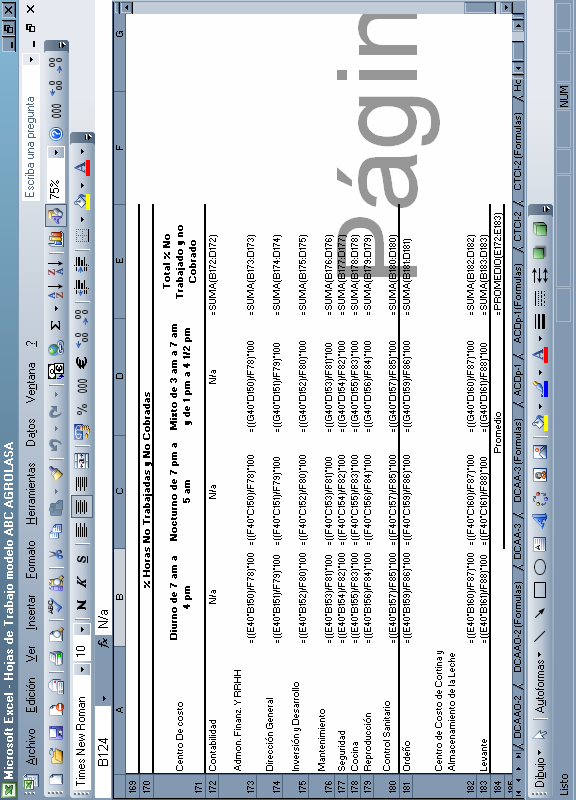 Microsoft Excel - Hojas de Trabajo modelo ABC AGROLASA
Archivo Edición Ver Insertar Formato Herramientas Datos Ventana ? Escriba una pregunta
Σ 75%
Times New Roman 10 N K S % 000 €
B124 fx N/a
A B C D E F G
169
170 % Horas No Trabajadas y No Cobradas
171 Centro De costo Diurno de 7 am a 4 pm Nocturno de 7 pm a 5 am Mixto de 3 am a 7 am y de 1 pm a 4 1/2 pm Total % No Trabajado y no Cobrado
172 Contabilidad N/a N/a N/a =SUMA(B172:D172)
173 Admon. Finanz. Y RRHH =((E40*B150)/F78)*100 =((F40*C150)/F78)*100 =((G40*D150)/F78)*100 =SUMA(B173:D173)
174 Dirección General =((E40*B151)/F79)*100 =((F40*C151)/F79)*100 =((G40*D151)/F79)*100 =SUMA(B174:D174)
175 Inversión y Desarrollo =((E40*B152)/F80)*100 =((F40*C152)/F80)*100 =((G40*D152)/F80)*100 =SUMA(B175:D175)
176 Mantenimiento =((E40*B153)/F81)*100 =((F40*C153)/F81)*100 =((G40*D153)/F81)*100 =SUMA(B176:D176)
177 Seguridad =((E40*B154)/F82)*100 =((F40*C154)/F82)*100 =((G40*D154)/F82)*100 =SUMA(B177:D177)
178 Cocina =((E40*B155)/F83)*100 =((F40*C155)/F83)*100 =((G40*D155)/F83)*100 =SUMA(B178:D178)
179 Reproducción =((E40*B156)/F84)*100 =((F40*C156)/F84)*100 =((G40*D156)/F84)*100 =SUMA(B179:D179)
180 Control Sanitario =((E40*B157)/F85)*100 =((F40*C157)/F85)*100 =((G40*D157)/F85)*100 =SUMA(B180:D180)
181 Ordeño =((E40*B159)/F86)*100 =((F40*C159)/F86)*100 =((G40*D159)/F86)*100 =SUMA(B181:D181)
182 Centro de Costo de Cortina y Almacenamiento de la Leche =((E40*B160)/F87)*100 =((F40*C160)/F87)*100 =((G40*D160)/F87)*100 =SUMA(B182:D182)
183 Levante =((E40*B161)/F88)*100 =((F40*C161)/F88)*100 =((G40*D161)/F88)*100 =SUMA(B183:D183)
184 Promedio =PROMEDIO(E172:E183)
Págin
DCAAO-2 DCAAO-2 (Formulas) DCAA-3 DCAA-3 (Formulas) ACDp-1 ACDp-1 (Formulas) CTCI-2 CTCI-2 (Formulas) Ho
Dibujo Autoformas
Listo NUM